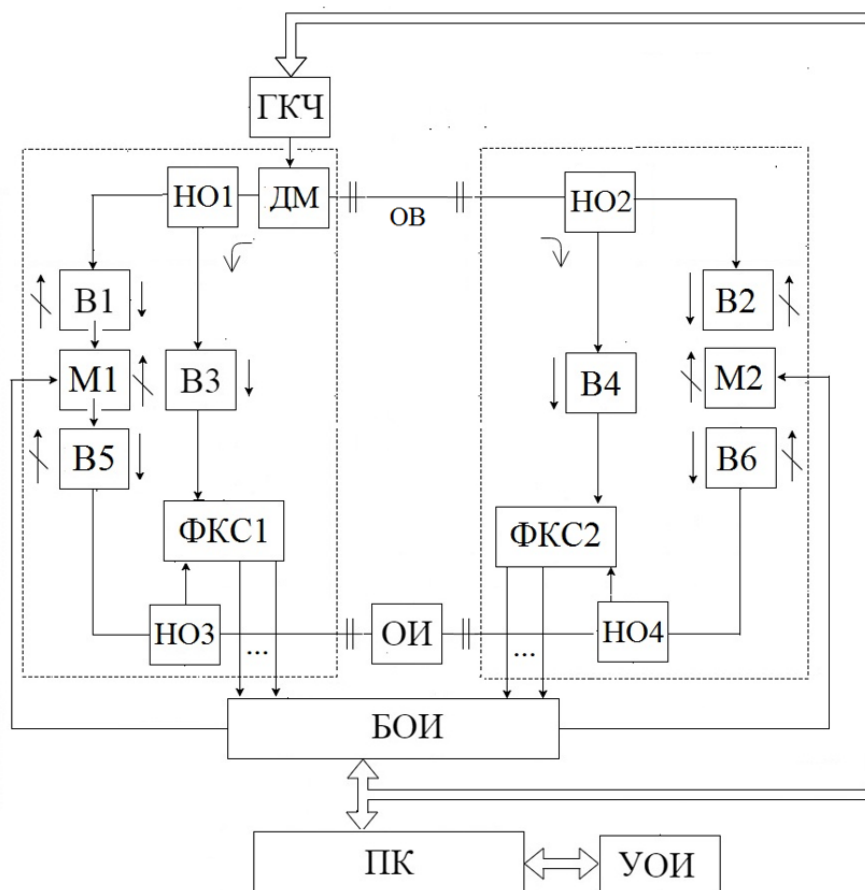 ГКЧ
НО1
ДМ
ОВ
НО2
В1
В2
М1
В3
В4
М2
В5
В6
ФКС1
ФКС2
НО3
...
ОИ
...
НО4
БОИ
ПК
УОИ